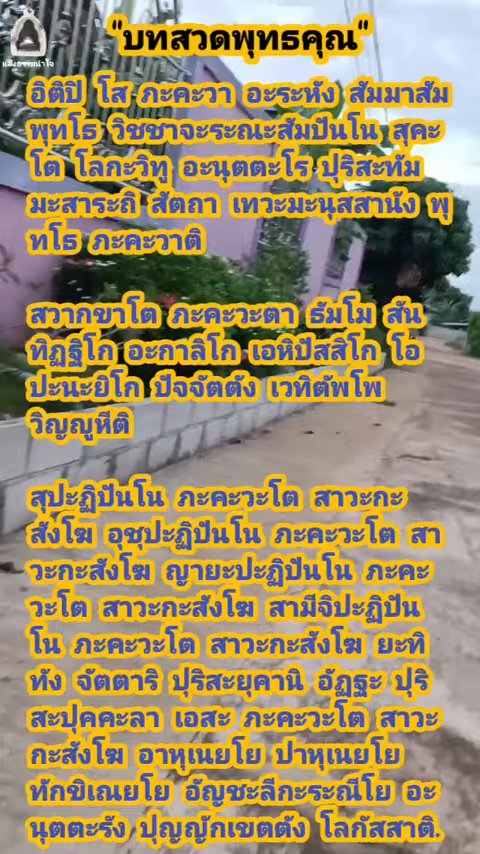 แสงธรรมนำใจ
"บทสวดพุทธคุณ"
อิติปิ โส ภะคะวา อะระหัง สัมมาสัม
พุทโธ วิชชาจะระณะสัมปันโน สุคะ
โต โลกะวิทู อะนุตตะโร ปุริสะทัม
มะสาระถิ สัตถา เทวะมะนุสสานัง พุ
ทโธ ภะคะวาติ
สวากขาโต ภะคะวะตา ธัมโม สัน
ทิฏฐิโก อะกาลิโก เอหิปัสสิโก โอ
ปะนะยิโก ปัจจัตตัง เวทิตัพโพ
วิญญูหีติ
สุปะฏิปันโน ภะคะวะโต สาวะกะ
สังโฆ อุชุปะฏิปันโน ภะคะวะโต สา
วะกะสังโฆ ญายะปะฏิปันโน ภะคะ
วะโต สาวะกะสังโฆ สามีจิปะฏิปัน
โน ภะคะวะโต สาวะกะสังโฆ ยะทิ
ทัง จัตตาริ ปุริสะยุคานิ อัฏฐะ ปุริ
สะปุคคะลา เอสะ ภะคะวะโต สาวะ
กะสังโฆ อาหุเนยโย ปาหุเนยโย
ทักขิเณยโย อัญชะลีกะระณีโย อะ
นุตตะรัง ปุญญักเขตตัง โลกัสสาติ.